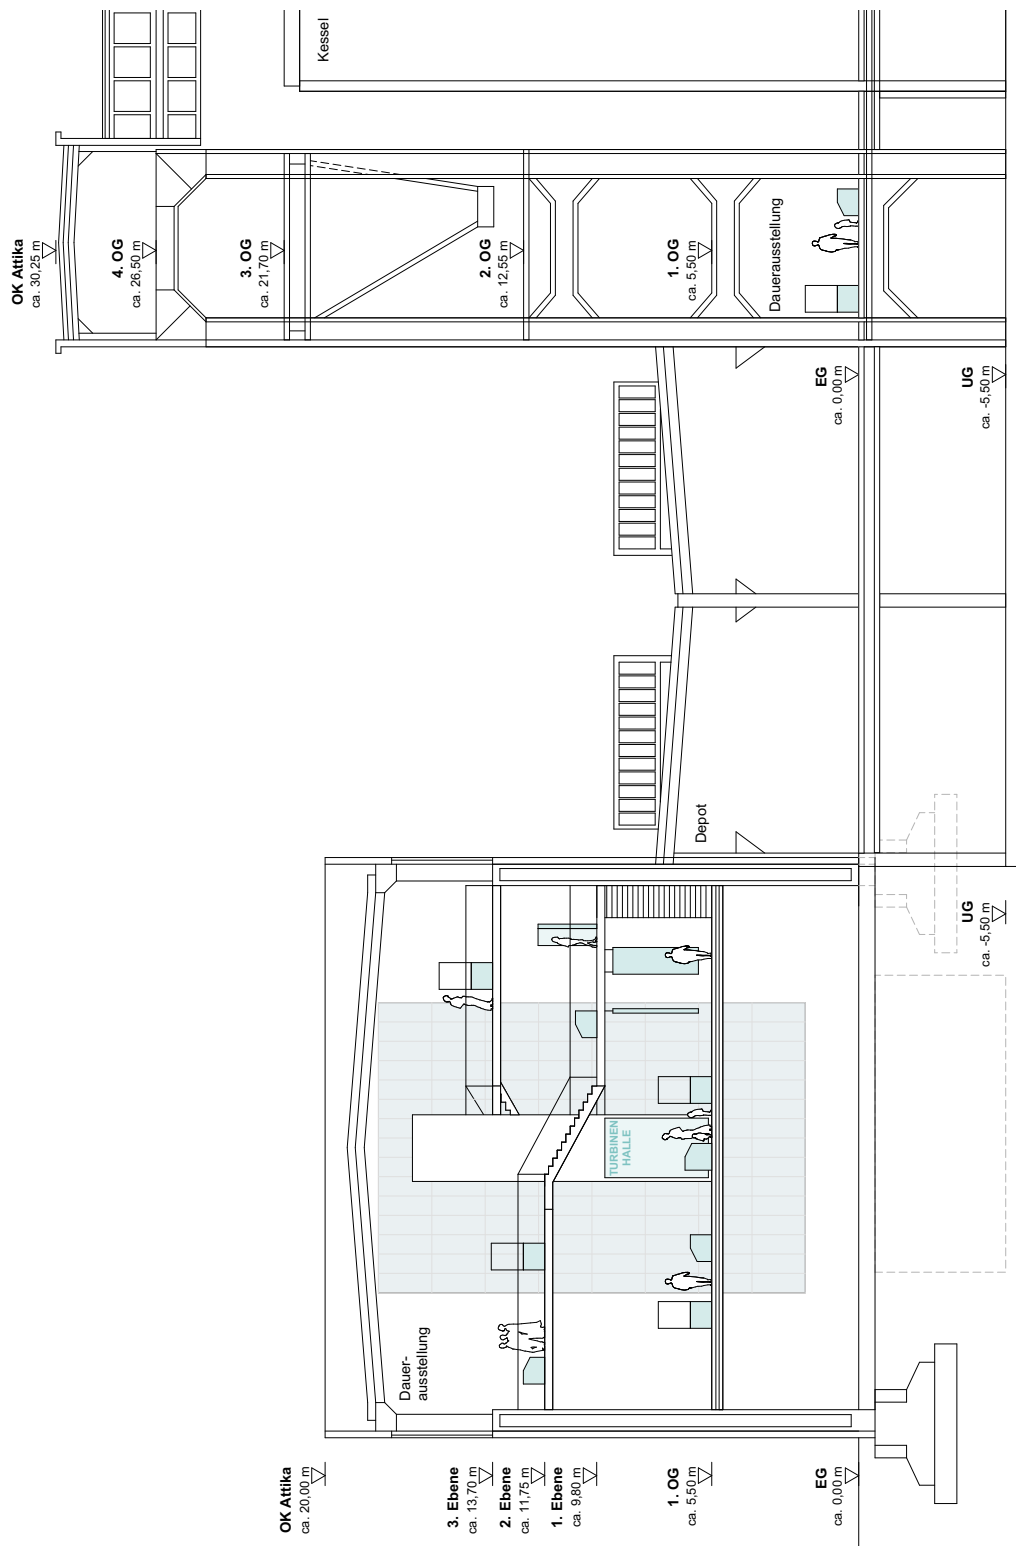 Kessel
OK Attika
ca. 30,25 m
4. OG
ca. 26,50 m
3. OG
ca. 21,70 m
2. OG
ca. 12,55 m
1. OG
ca. 5,50 m
Dauerausstellung
EG
ca. 0,00 m
UG
ca. -5,50 m
Depot
UG
ca. -5,50 m
TURBINEN
HALLE
Dauer-
ausstellung
OK Attika
ca. 20,00 m
3. Ebene
ca. 13,70 m
2. Ebene
ca. 11,75 m
1. Ebene
ca. 9,80 m
1. OG
ca. 5,50 m
EG
ca. 0,00 m